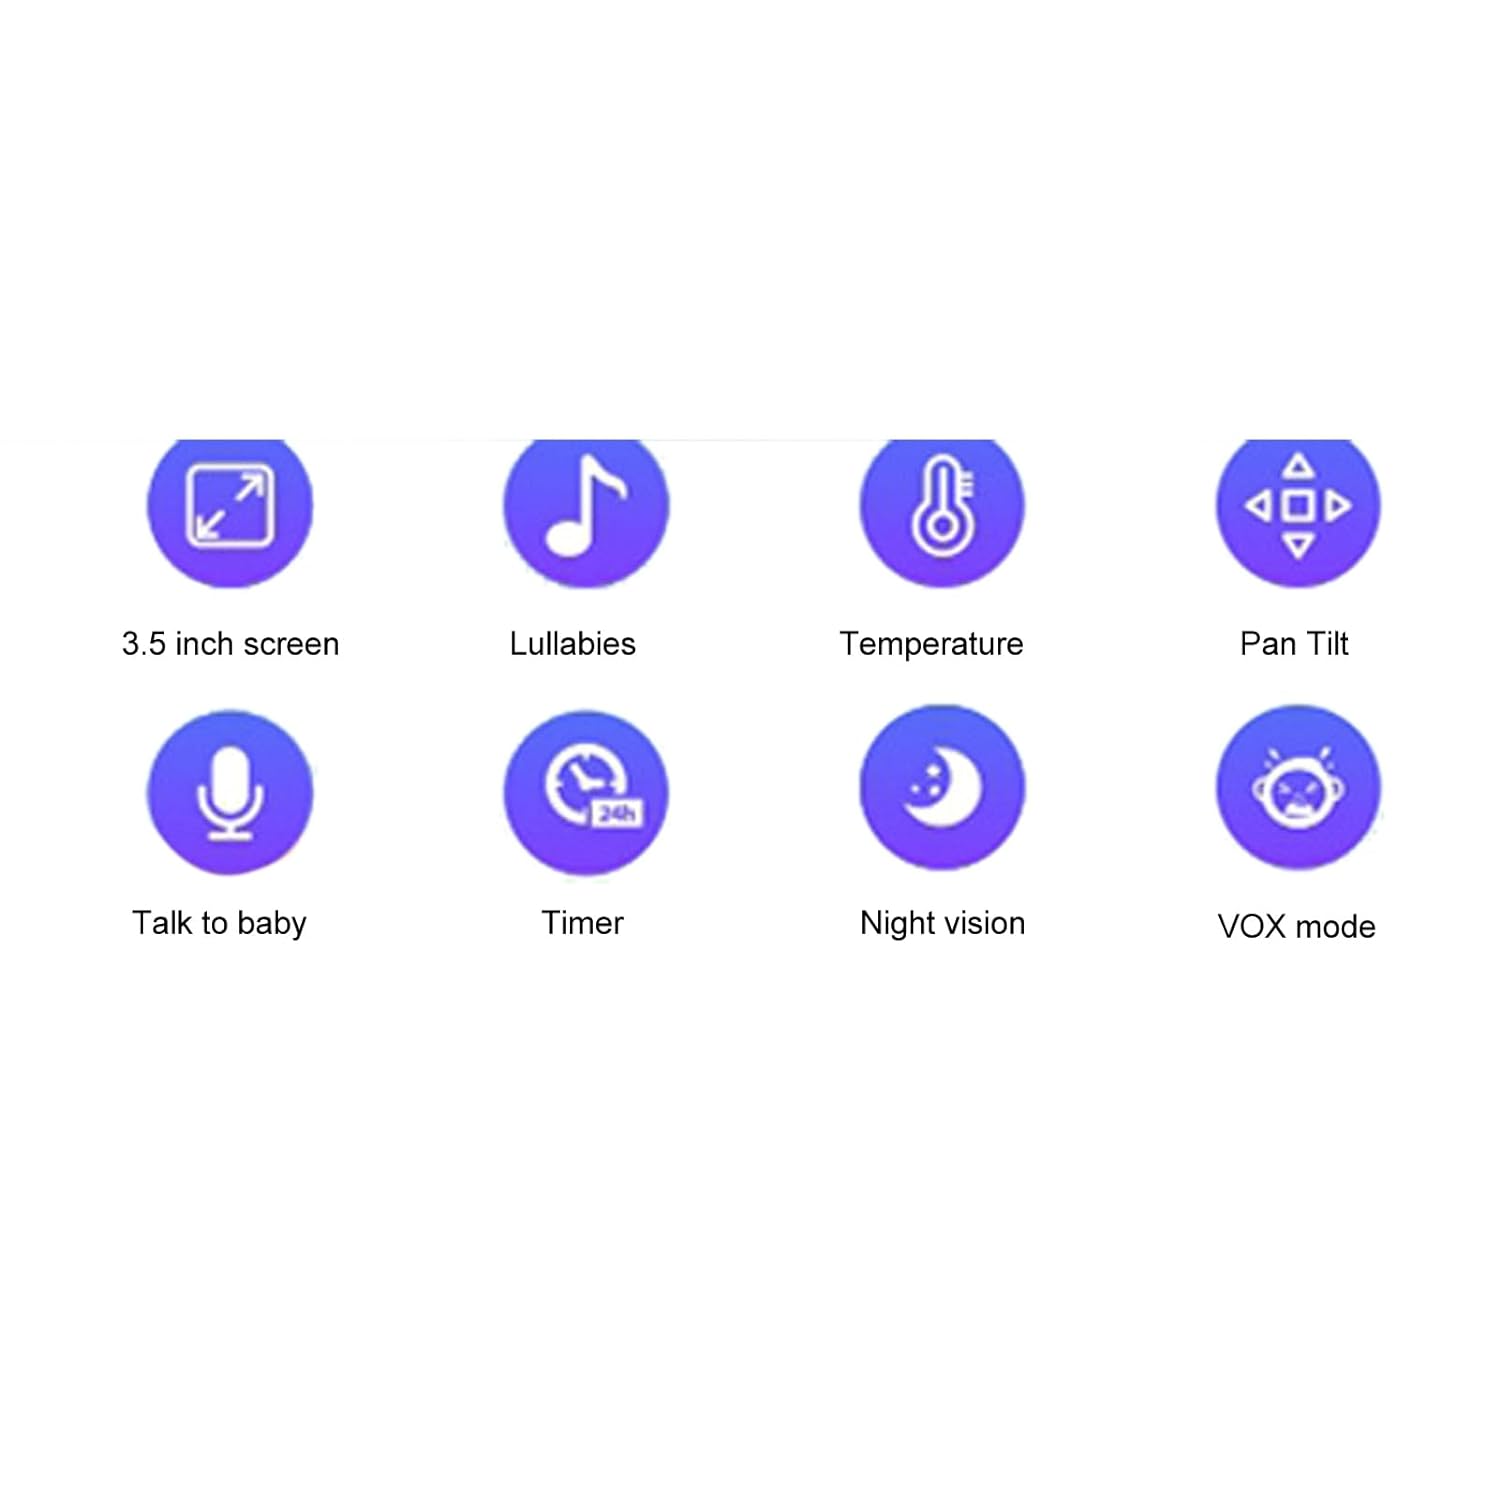 3.5 inch screen
Lullabies
Temperature
Pan Tilt
24h
Talk to baby
Timer
Night vision
VOX mode